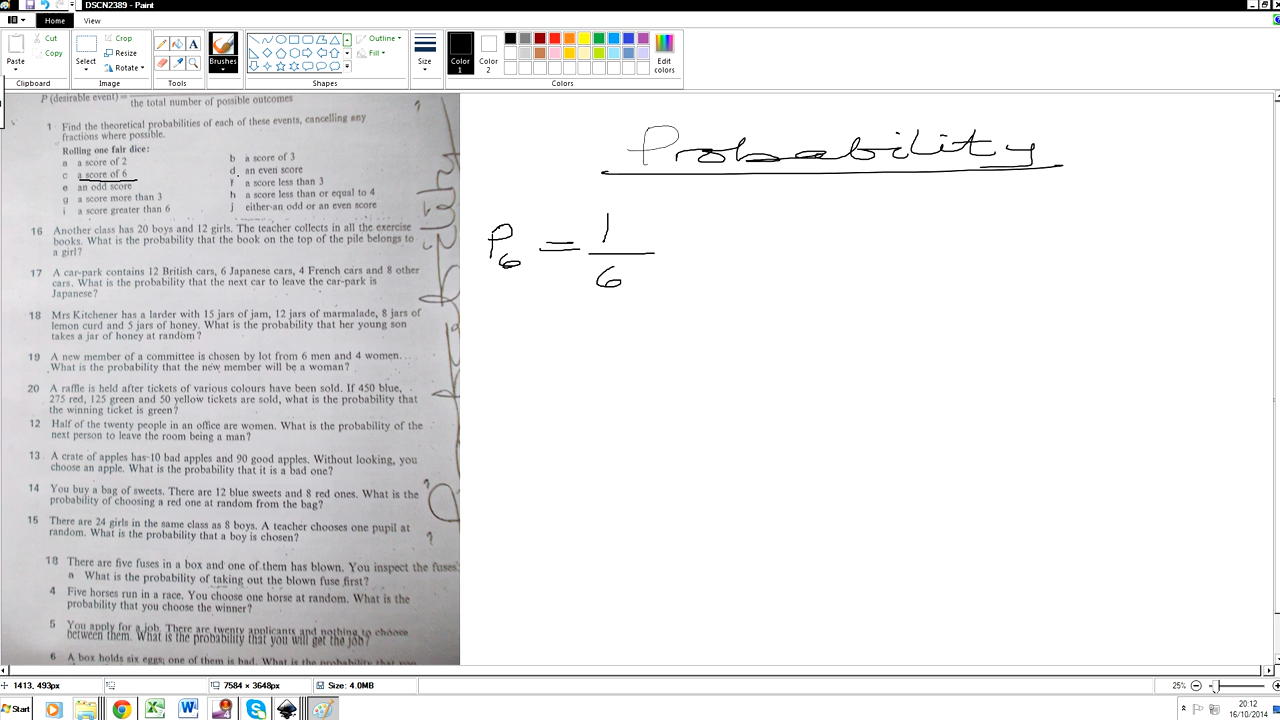 DSCN2389 - Paint
Home View
Paste
Cut
Copy
Clipboard
Select
Crop
Resize
Rotate
Image
A
Tools
Brushes
Outline
Fill
Shapes
Size
Color 1
Color 2
Edit colors
Colors
P (desirable event) =
the total number of possible outcomes
1 Find the theoretical probabilities of each of these events, cancelling any
fractions where possible.
Rolling one fair dice:
a a score of 2
b a score of 3
c a score of 6
d an even score
e an odd score
f a score less than 3
g a score more than 3
h a score less than or equal to 4
i a score greater than 6
j either an odd or an even score
16 Another class has 20 boys and 12 girls. The teacher collects in all the exercise
books. What is the probability that the book on the top of the pile belongs to
a girl?
17 A car-park contains 12 British cars, 6 Japanese cars, 4 French cars and 8 other
cars. What is the probability that the next car to leave the car-park is
Japanese?
18 Mrs Kitchener has a larder with 15 jars of jam, 12 jars of marmalade, 8 jars of
lemon curd and 5 jars of honey. What is the probability that her young son
takes a jar of honey at random?
19 A new member of a committee is chosen by lot from 6 men and 4 women.
What is the probability that the new member will be a woman?
20 A raffle is held after tickets of various colours have been sold. If 450 blue,
275 red, 125 green and 50 yellow tickets are sold, what is the probability that
the winning ticket is green?
12 Half of the twenty people in an office are women. What is the probability of the
next person to leave the room being a man?
13 A crate of apples has 10 bad apples and 90 good apples. Without looking, you
choose an apple. What is the probability that it is a bad one?
14 You buy a bag of sweets. There are 12 blue sweets and 8 red ones. What is the
probability of choosing a red one at random from the bag?
15 There are 24 girls in the same class as 8 boys. A teacher chooses one pupil at
random. What is the probability that a boy is chosen?
18 There are five fuses in a box and one of them has blown. You inspect the fuses.
a What is the probability of taking out the blown fuse first?
4 Five horses run in a race. You choose one horse at random. What is the
probability that you choose the winner?
5 You apply for a job. There are twenty applicants and nothing to choose
between them. What is the probability that you will get the job?
6 A box holds six eggs; one of them is bad. What is the probability that you
Probability
P6 = 1
6
1413, 493px
7584 × 3648px
Size: 4.0MB
25%
Start
20:12
16/10/2014